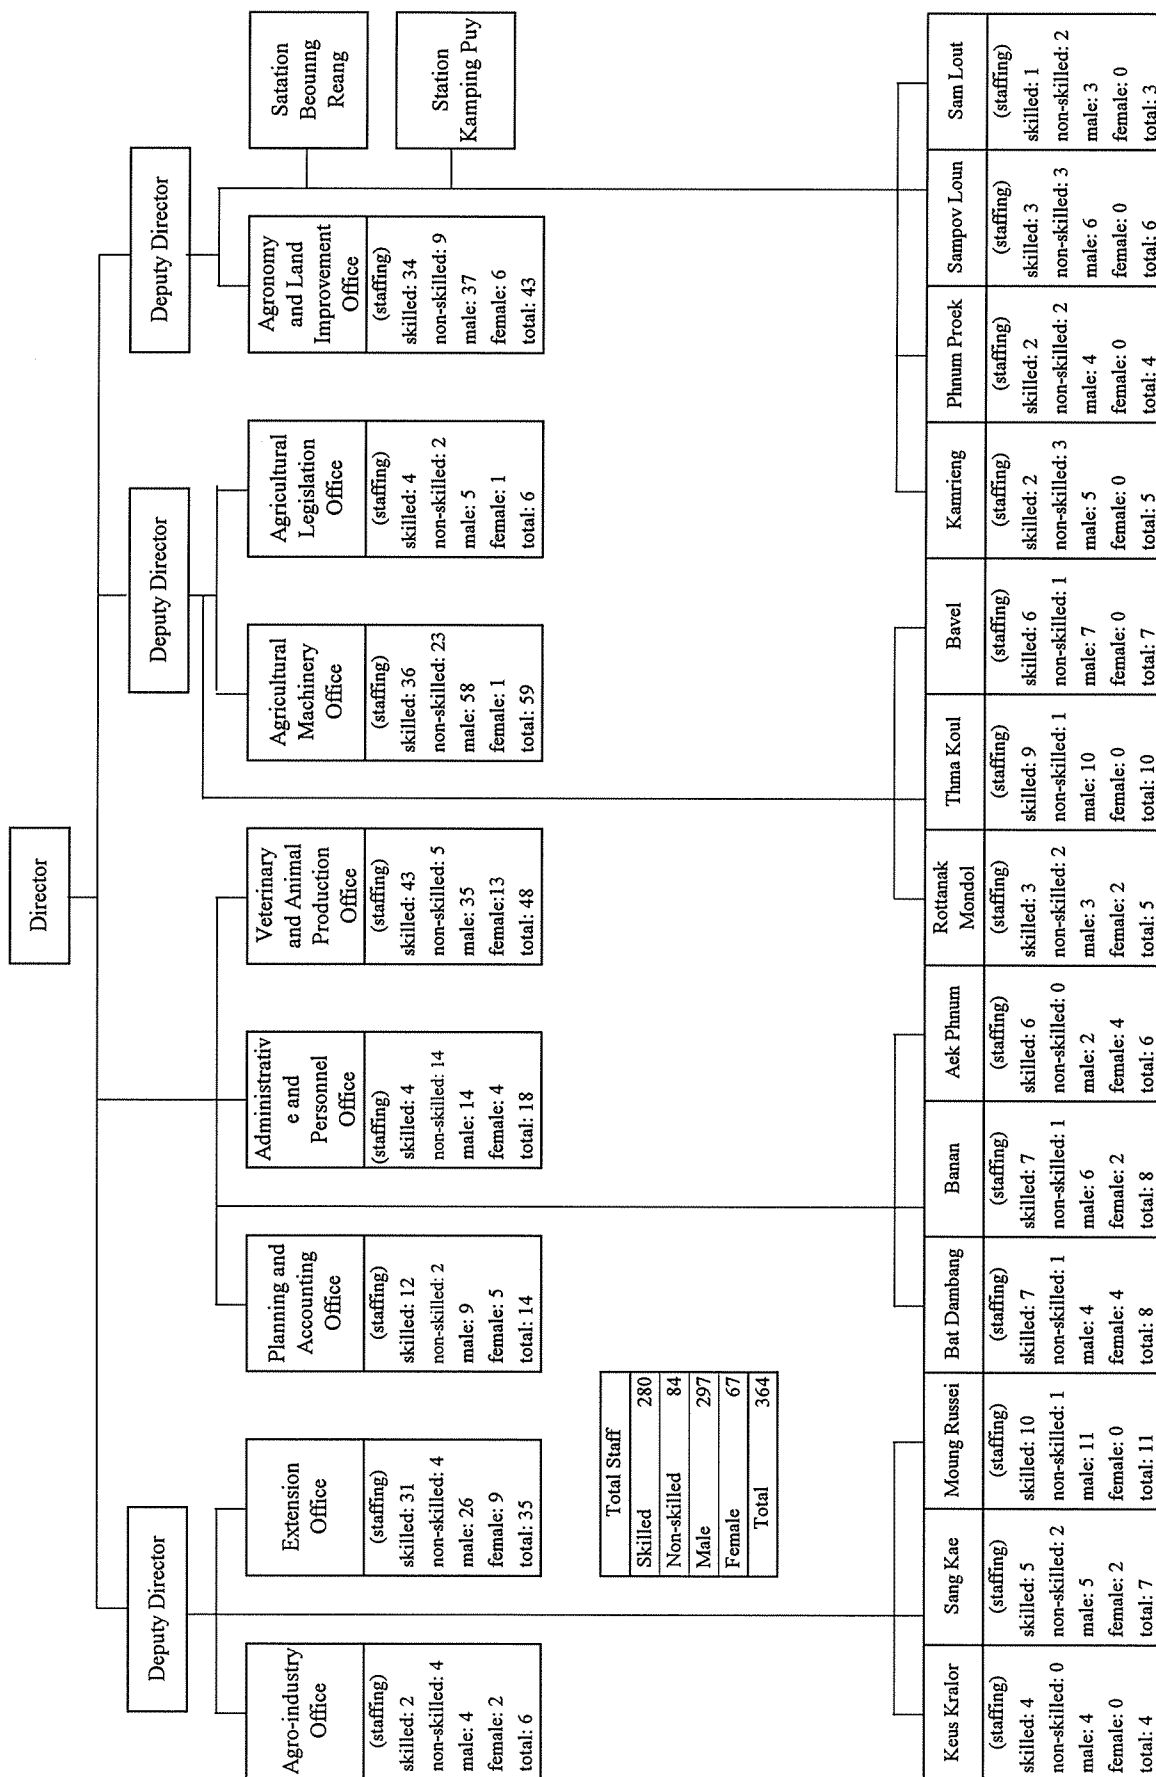 Director
Deputy Director
Deputy Director
Deputy Director
Agro-industry
Office
(staffing)
skilled: 2
non-skilled: 4
male: 4
female: 2
total: 6
Extension
Office
(staffing)
skilled: 31
non-skilled: 4
male: 26
female: 9
total: 35
Planning and
Accounting
Office
(staffing)
skilled: 12
non-skilled: 2
male: 9
female: 5
total: 14
Administrativ
e and
Personnel
Office
(staffing)
skilled: 4
non-skilled: 14
male: 14
female: 4
total: 18
Veterinary
and Animal
Production
Office
(staffing)
skilled: 43
non-skilled: 5
male: 35
female:13
total: 48
Agricultural
Machinery
Office
(staffing)
skilled: 36
non-skilled: 23
male: 58
female: 1
total: 59
Agricultural
Legislation
Office
(staffing)
skilled: 4
non-skilled: 2
male: 5
female: 1
total: 6
Agronomy
and Land
Improvement
Office
(staffing)
skilled: 34
non-skilled: 9
male: 37
female: 6
total: 43
Satation
Beounng
Reang
Station
Kamping Puy
Total Staff
Skilled 280
Non-skilled 84
Male 297
Female 67
Total 364
Keus Kralor
(staffing)
skilled: 4
non-skilled: 0
male: 4
female: 0
total: 4
Sang Kae
(staffing)
skilled: 5
non-skilled: 2
male: 5
female: 2
total: 7
Moung Russei
(staffing)
skilled: 10
non-skilled: 1
male: 11
female: 0
total: 11
Bat Dambang
(staffing)
skilled: 7
non-skilled: 1
male: 4
female: 4
total: 8
Banan
(staffing)
skilled: 7
non-skilled: 1
male: 6
female: 2
total: 8
Aek Phnum
(staffing)
skilled: 6
non-skilled: 0
male: 2
female: 4
total: 6
Rottanak
Mondol
(staffing)
skilled: 3
non-skilled: 2
male: 3
female: 2
total: 5
Thma Koul
(staffing)
skilled: 9
non-skilled: 1
male: 10
female: 0
total: 10
Bavel
(staffing)
skilled: 6
non-skilled: 1
male: 7
female: 0
total: 7
Kamrieng
(staffing)
skilled: 2
non-skilled: 3
male: 5
female: 0
total: 5
Phnum Proek
(staffing)
skilled: 2
non-skilled: 2
male: 4
female: 0
total: 4
Sampov Loun
(staffing)
skilled: 3
non-skilled: 3
male: 6
female: 0
total: 6
Sam Lout
(staffing)
skilled: 1
non-skilled: 2
male: 3
female: 0
total: 3